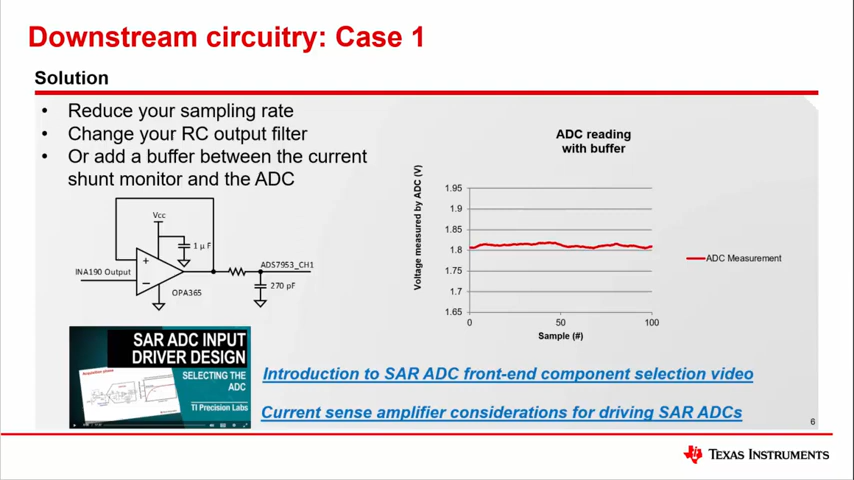 Downstream circuitry: Case 1
Solution
• Reduce your sampling rate
• Change your RC output filter
• Or add a buffer between the current
shunt monitor and the ADC
Vcc
1 µF
+
INA190 Output
−
OPA365
ADS7953_CH1
270 pF
ADC reading
with buffer
Voltage measured by ADC (V)
1.95
1.9
1.85
1.8
1.75
1.7
1.65
0
50
100
Sample (#)
ADC Measurement
SAR ADC INPUT
DRIVER DESIGN
SELECTING THE
ADC
TI Precision Labs
Introduction to SAR ADC front-end component selection video
Current sense amplifier considerations for driving SAR ADCs
6
TEXAS INSTRUMENTS